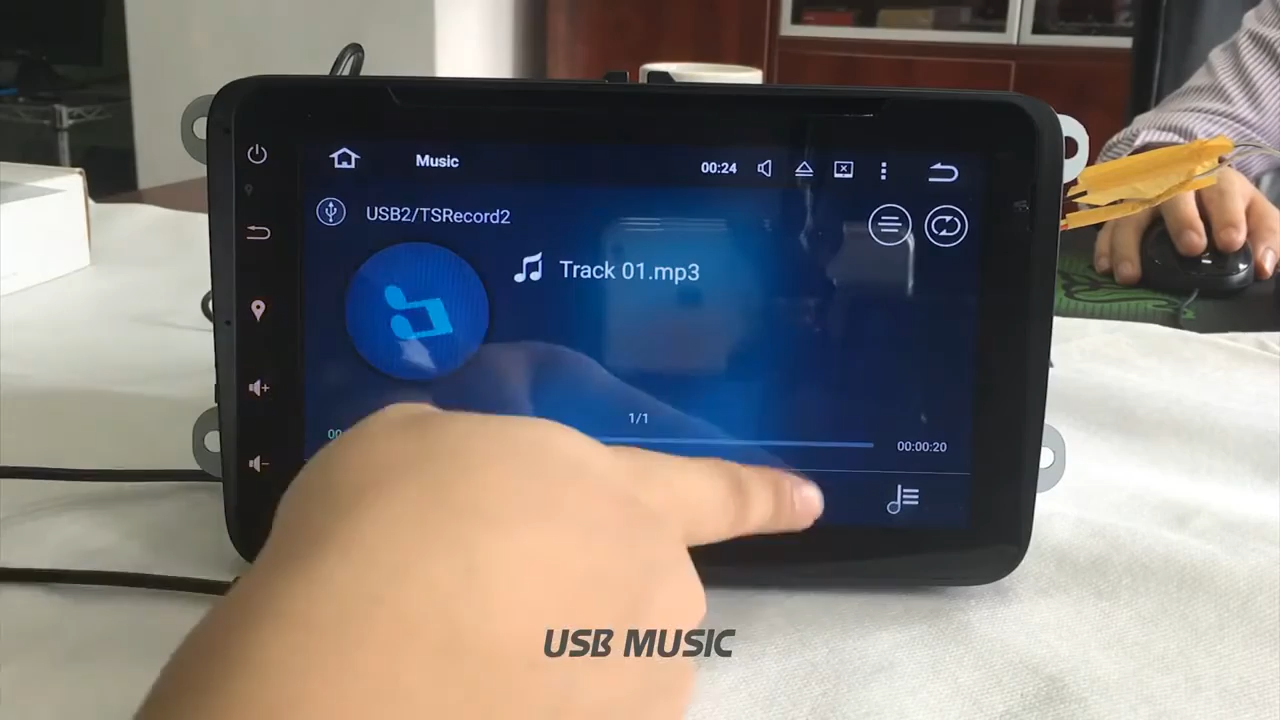 Music
00:24
USB2/TSRecord2
Track 01.mp3
1/1
00:00:20
USB MUSIC